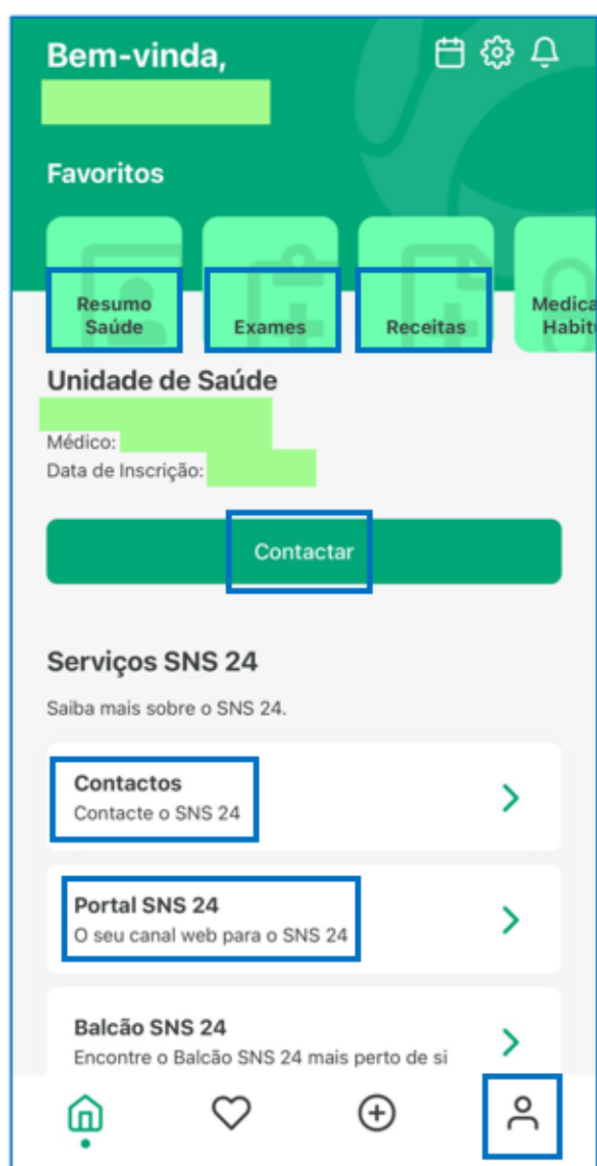 Bem-vinda,
Favoritos
Resumo
Saúde
Exames
Receitas
Medica
Habit
Unidade de Saúde
Médico:
Data de Inscrição:
Contactar
Serviços SNS 24
Saiba mais sobre o SNS 24.
Contactos
Contacte o SNS 24
Portal SNS 24
O seu canal web para o SNS 24
Balcão SNS 24
Encontre o Balcão SNS 24 mais perto de si